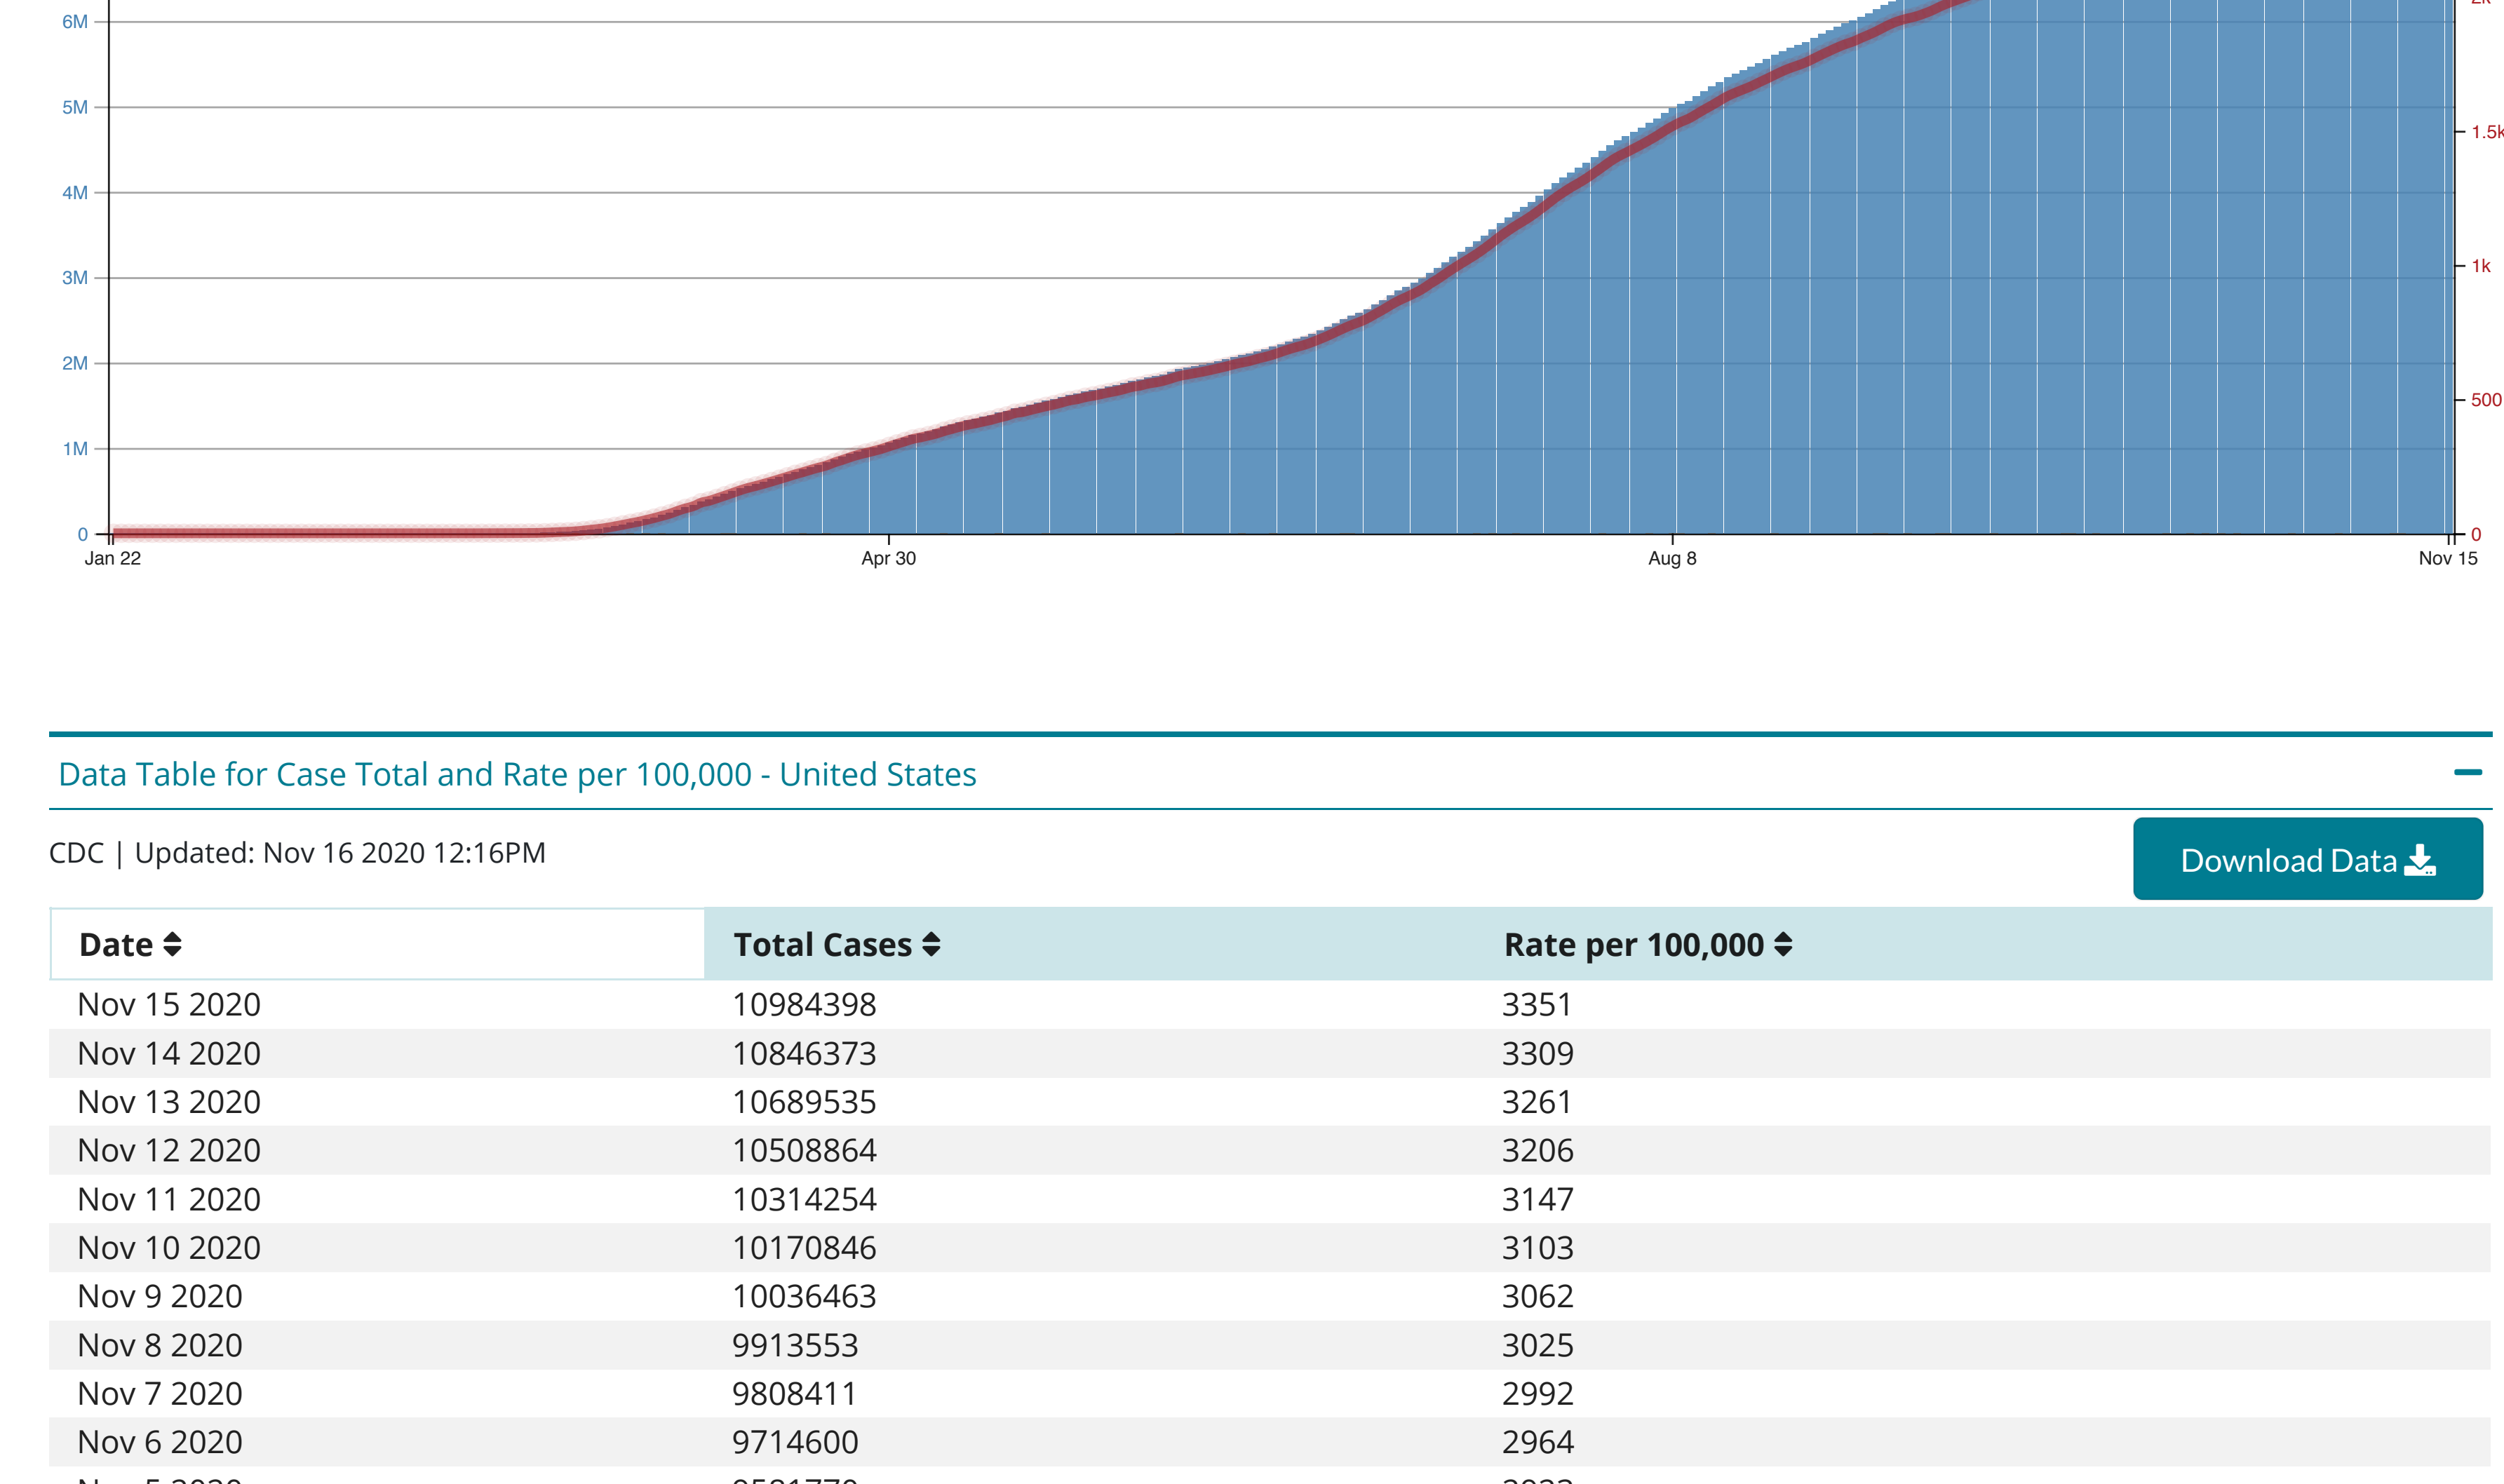 6M
2k
5M
1.5k
4M
3M
1k
2M
500
1M
0
0
Jan 22
Apr 30
Aug 8
Nov 15
Data Table for Case Total and Rate per 100,000 - United States
CDC | Updated: Nov 16 2020 12:16PM
Download Data
Date Total Cases Rate per 100,000
Nov 15 2020 10984398 3351
Nov 14 2020 10846373 3309
Nov 13 2020 10689535 3261
Nov 12 2020 10508864 3206
Nov 11 2020 10314254 3147
Nov 10 2020 10170846 3103
Nov 9 2020 10036463 3062
Nov 8 2020 9913553 3025
Nov 7 2020 9808411 2992
Nov 6 2020 9714600 2964